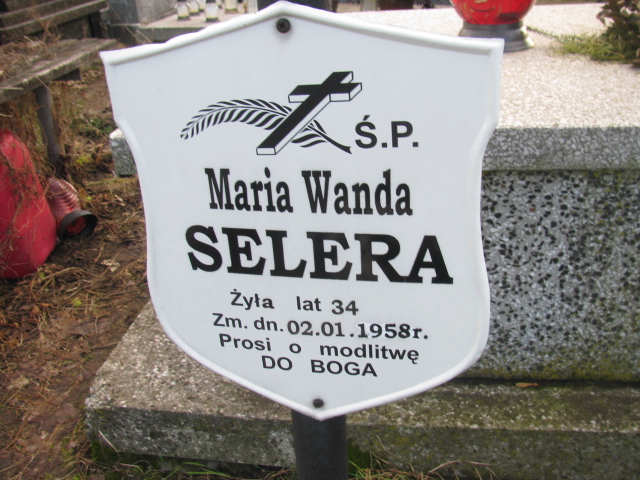 Ś.P.
Maria Wanda
SELERA
Żyła lat 34
Zm. dn. 02.01.1958r.
Prosi o modlitwę
DO BOGA